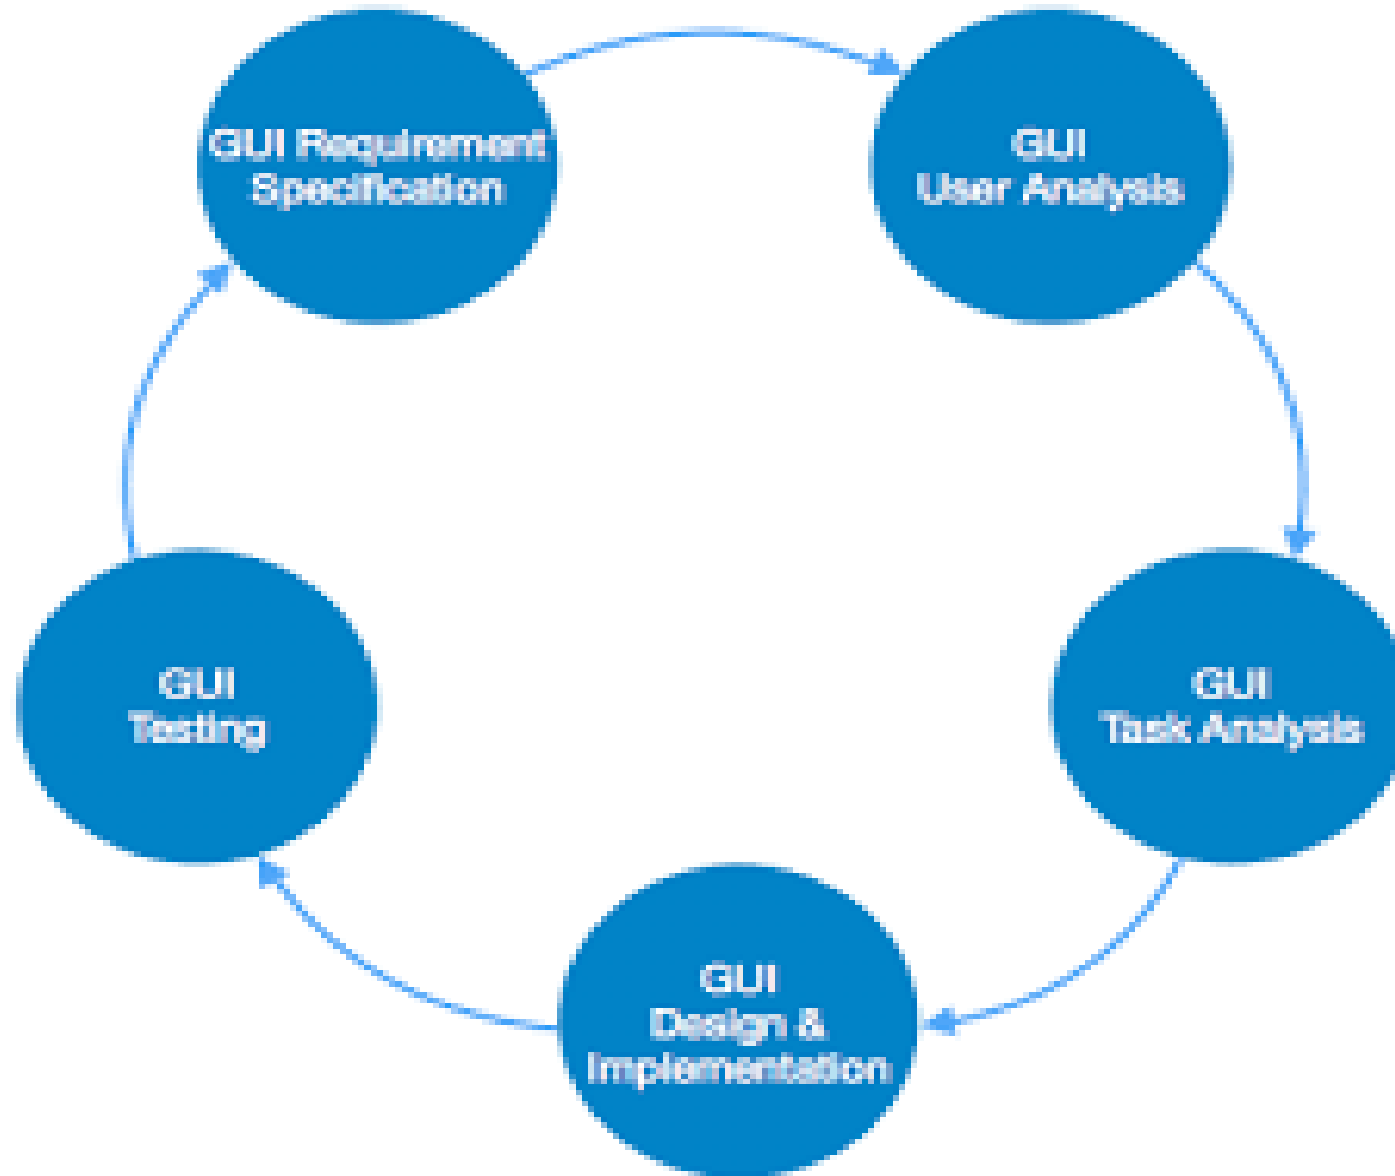 GUI Requirement
Specification
GUI
User Analysis
GUI
Task Analysis
GUI
Design &
Implementation
GUI
Testing